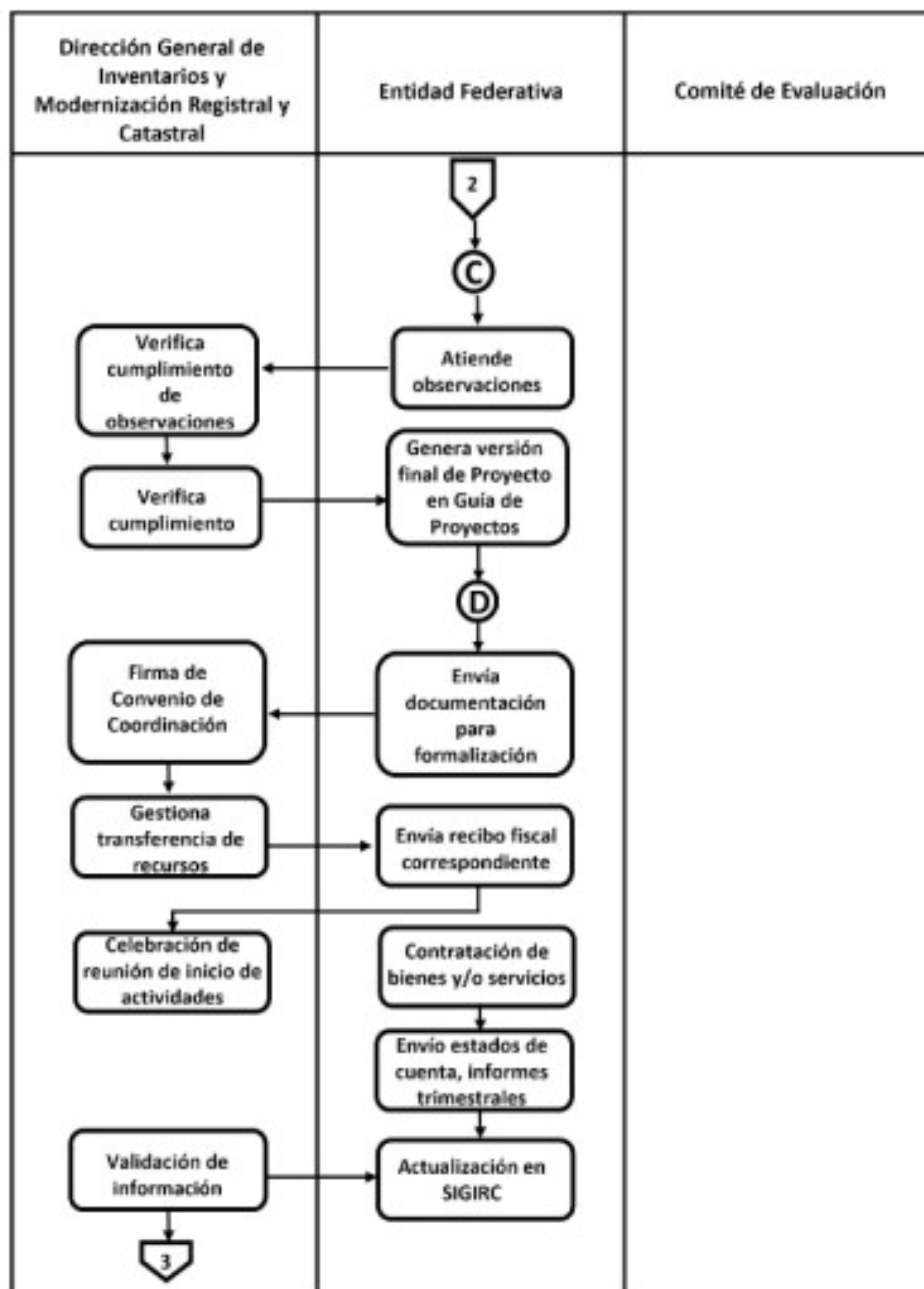 Dirección General de
Inventarios y
Modernización Registral y
Catastral
Entidad Federativa
Comité de Evaluación
2
C
Verifica
cumplimiento
de
observaciones
Atiende
observaciones
Verifica
cumplimiento
Genera versión
final de Proyecto
en Guía de
Proyectos
D
Firma de
Convenio de
Coordinación
Envía
documentación
para
formalización
Gestiona
transferencia de
recursos
Envía recibo fiscal
correspondiente
Celebración de
reunión de inicio de
actividades
Contratación de
bienes y/o servicios
Envío estados de
cuenta, informes
trimestrales
Validación de
información
Actualización en
SIGIRC
3